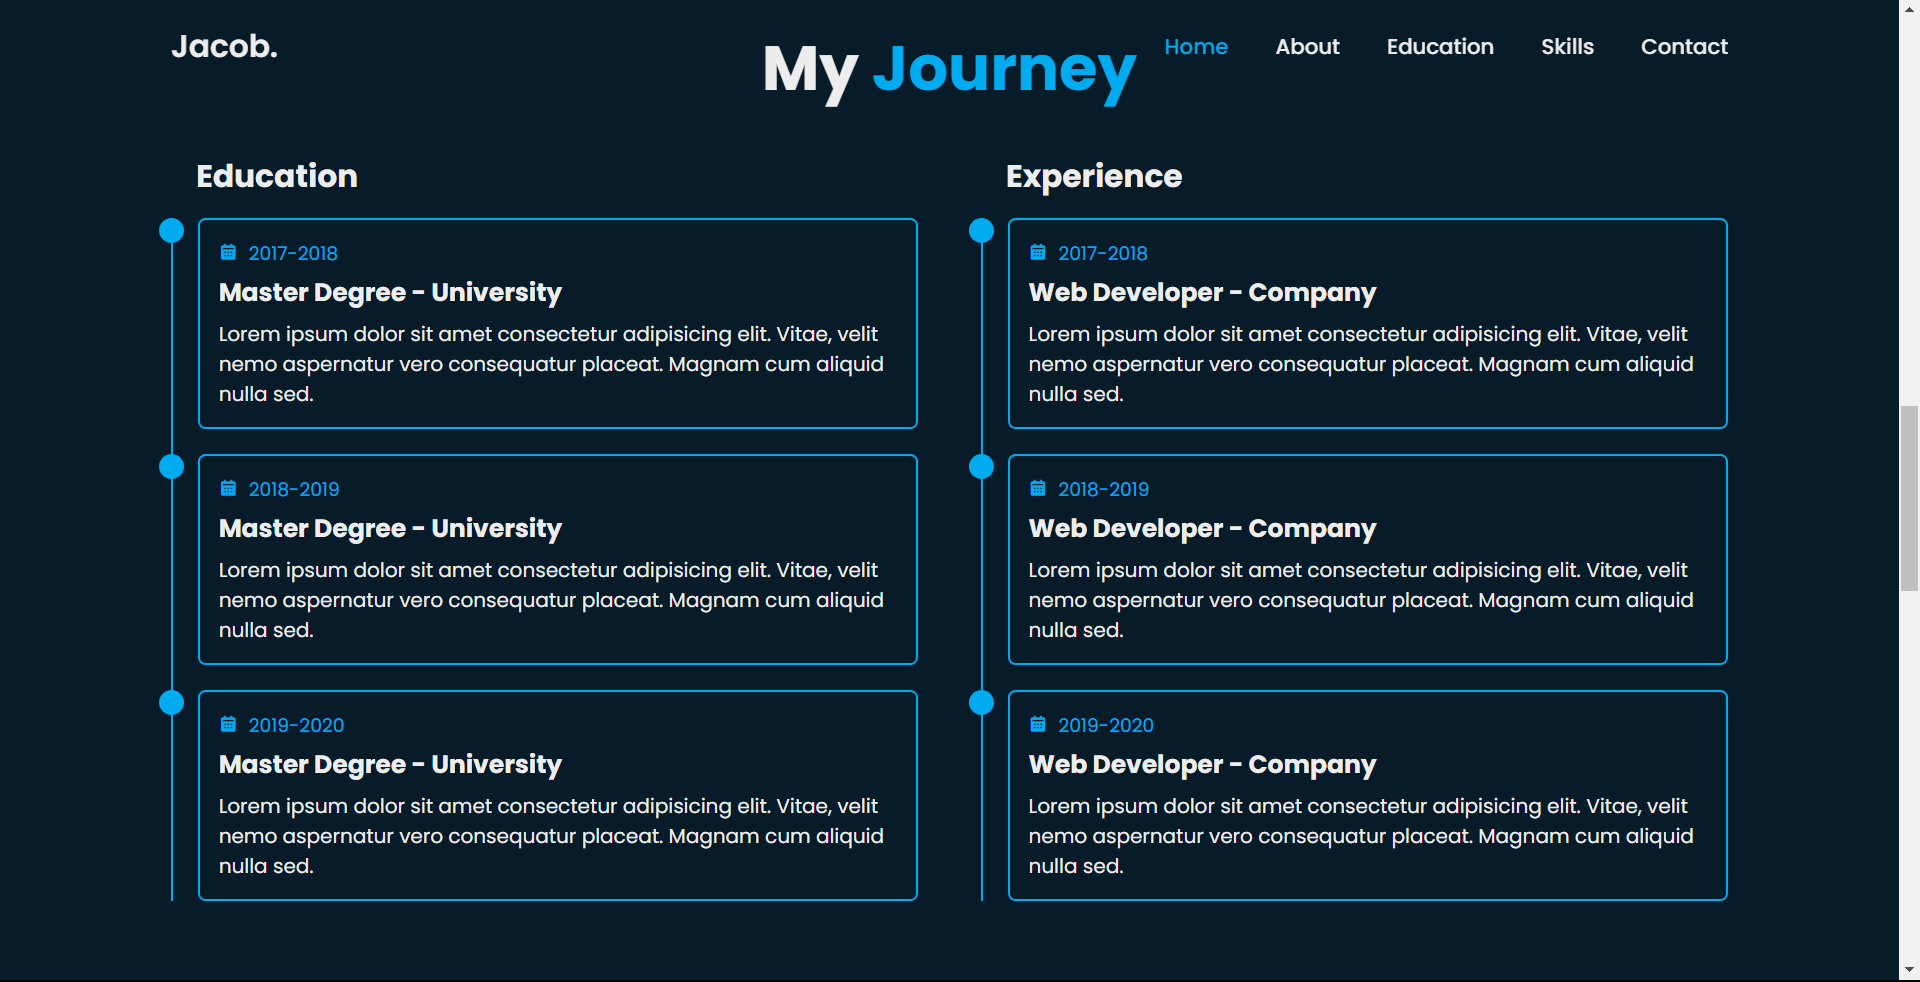 Jacob.
My Journey
Home About Education Skills Contact
Education
2017-2018
Master Degree - University
Lorem ipsum dolor sit amet consectetur adipisicing elit. Vitae, velit
nemo aspernatur vero consequatur placeat. Magnam cum aliquid
nulla sed.
2018-2019
Master Degree - University
Lorem ipsum dolor sit amet consectetur adipisicing elit. Vitae, velit
nemo aspernatur vero consequatur placeat. Magnam cum aliquid
nulla sed.
2019-2020
Master Degree - University
Lorem ipsum dolor sit amet consectetur adipisicing elit. Vitae, velit
nemo aspernatur vero consequatur placeat. Magnam cum aliquid
nulla sed.
Experience
2017-2018
Web Developer - Company
Lorem ipsum dolor sit amet consectetur adipisicing elit. Vitae, velit
nemo aspernatur vero consequatur placeat. Magnam cum aliquid
nulla sed.
2018-2019
Web Developer - Company
Lorem ipsum dolor sit amet consectetur adipisicing elit. Vitae, velit
nemo aspernatur vero consequatur placeat. Magnam cum aliquid
nulla sed.
2019-2020
Web Developer - Company
Lorem ipsum dolor sit amet consectetur adipisicing elit. Vitae, velit
nemo aspernatur vero consequatur placeat. Magnam cum aliquid
nulla sed.